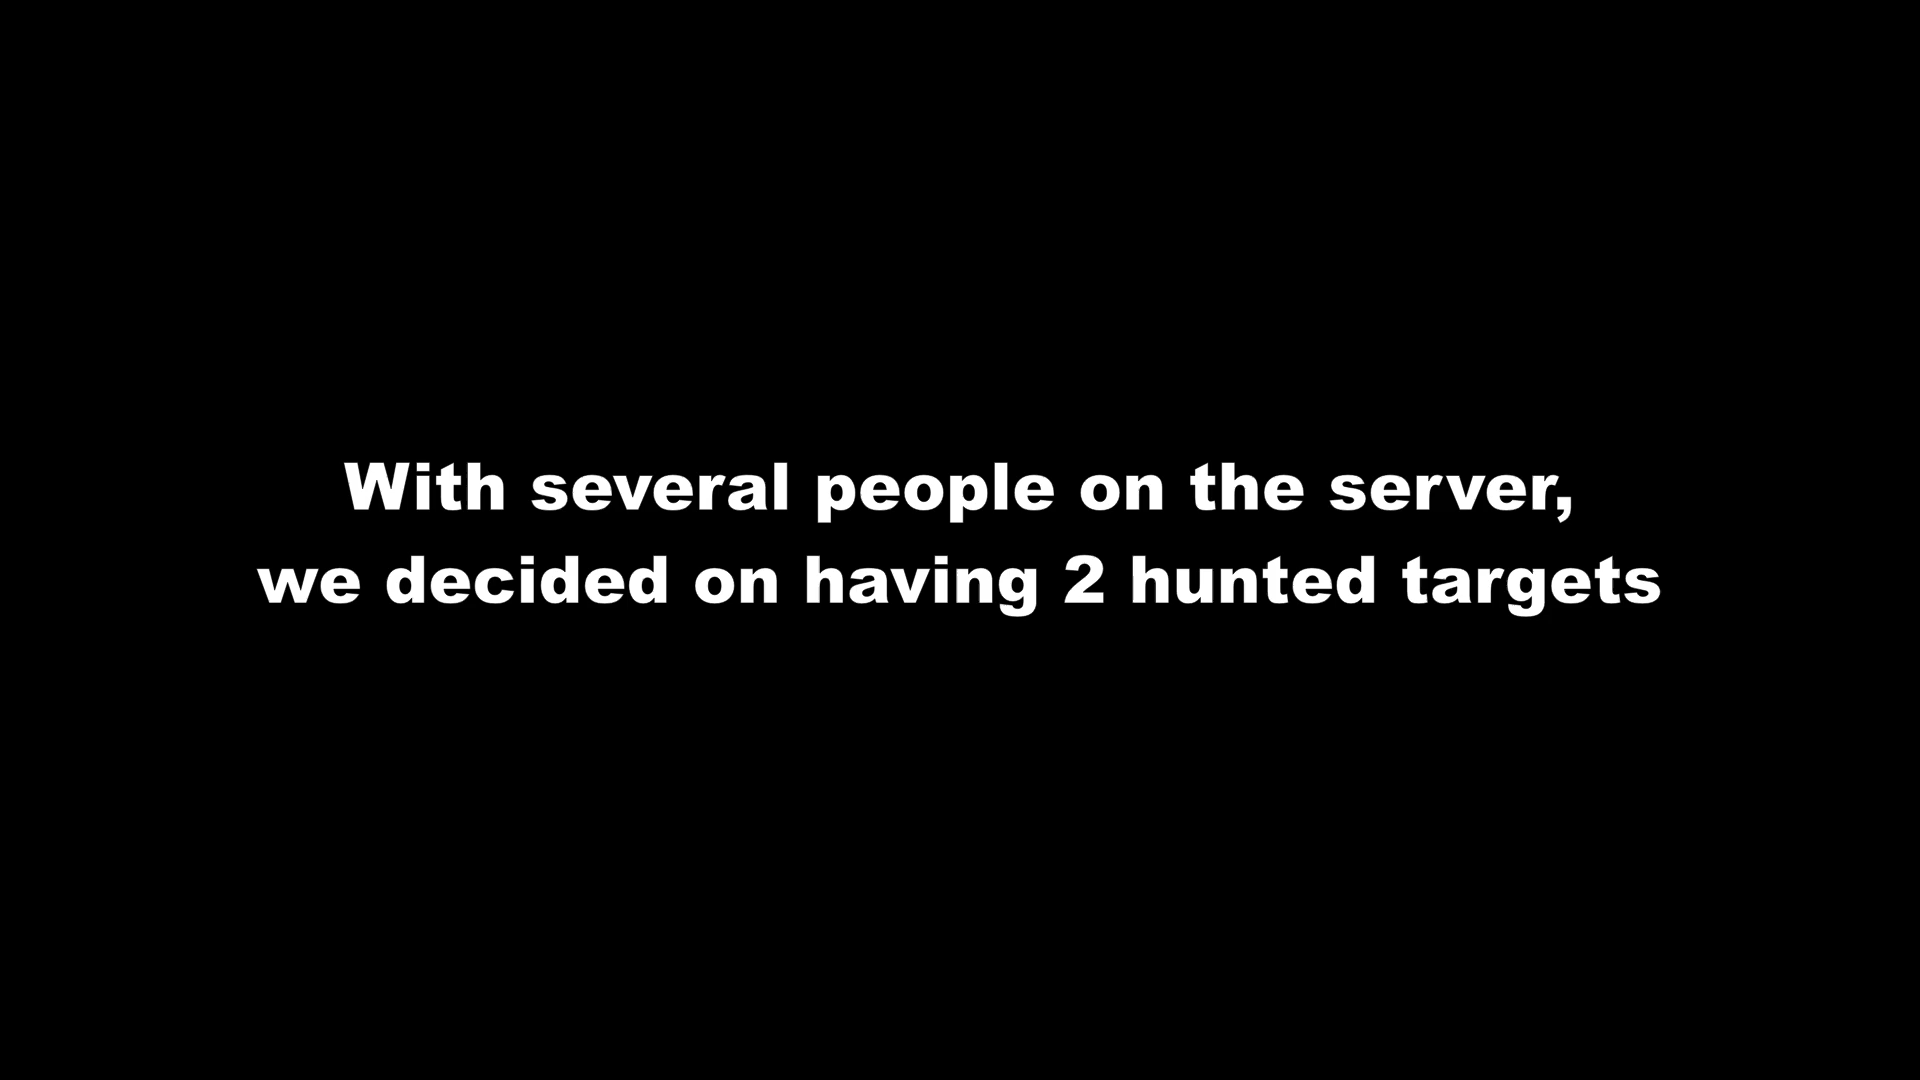 With several people on the server,
we decided on having 2 hunted targets